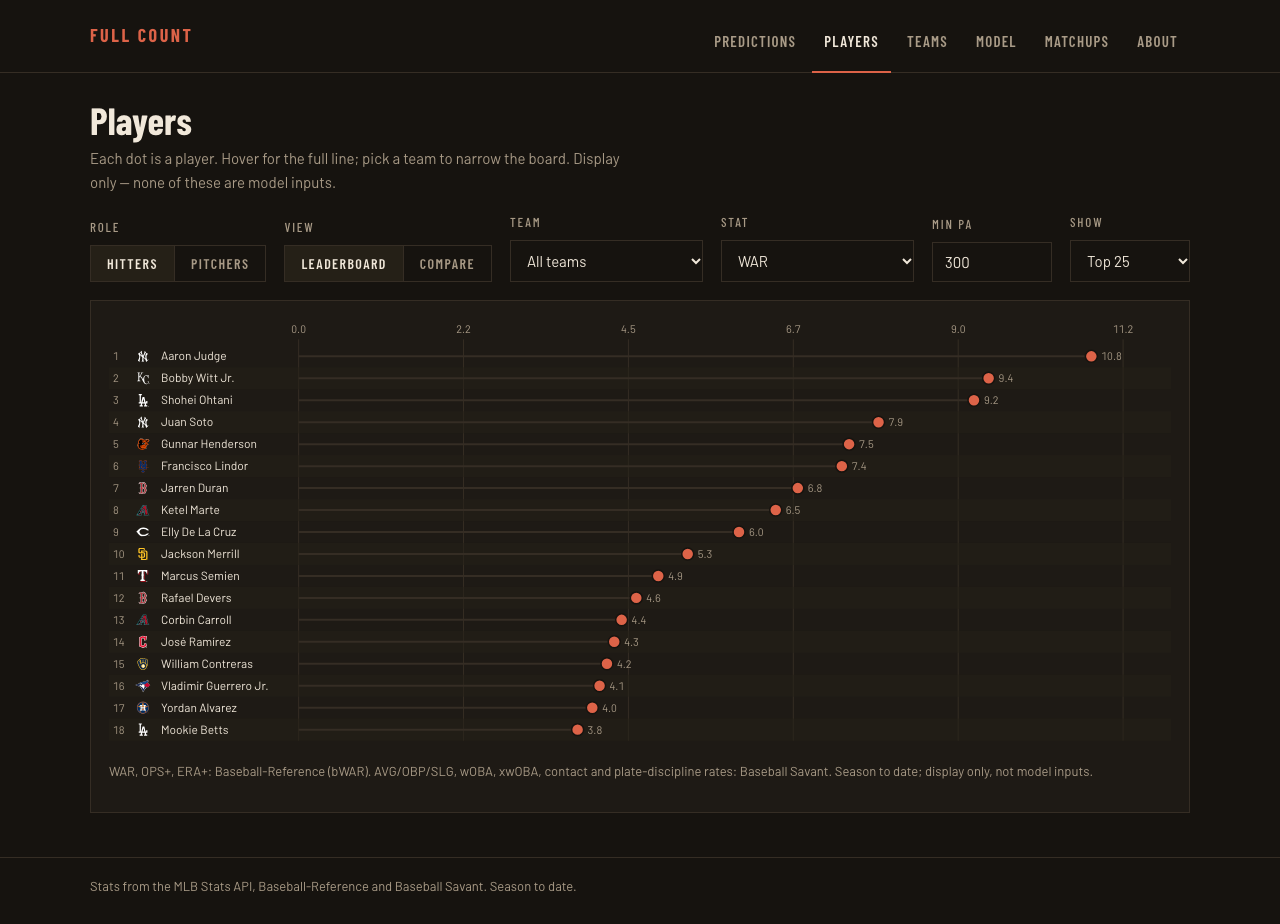 FULL COUNT
PREDICTIONS PLAYERS TEAMS MODEL MATCHUPS ABOUT
Players
Each dot is a player. Hover for the full line; pick a team to narrow the board. Display
only — none of these are model inputs.
ROLE VIEW TEAM STAT MIN PA SHOW
HITTERS PITCHERS LEADERBOARD COMPARE All teams WAR 300 Top 25
0.0 2.2 4.5 6.7 9.0 11.2
1 Aaron Judge 10.8
2 KC Bobby Witt Jr. 9.4
3 LA Shohei Ohtani 9.2
4 NY Juan Soto 7.9
5 Gunnar Henderson 7.5
6 Francisco Lindor 7.4
7 B Jarren Duran 6.8
8 A Ketel Marte 6.5
9 C Elly De La Cruz 6.0
10 SD Jackson Merrill 5.3
11 T Marcus Semien 4.9
12 B Rafael Devers 4.6
13 A Corbin Carroll 4.4
14 C José Ramírez 4.3
15 William Contreras 4.2
16 Vladimir Guerrero Jr. 4.1
17 Yordan Alvarez 4.0
18 LA Mookie Betts 3.8
WAR, OPS+, ERA+: Baseball-Reference (bWAR). AVG/OBP/SLG, wOBA, xwOBA, contact and plate-discipline rates: Baseball Savant. Season to date; display only, not model inputs.
Stats from the MLB Stats API, Baseball-Reference and Baseball Savant. Season to date.